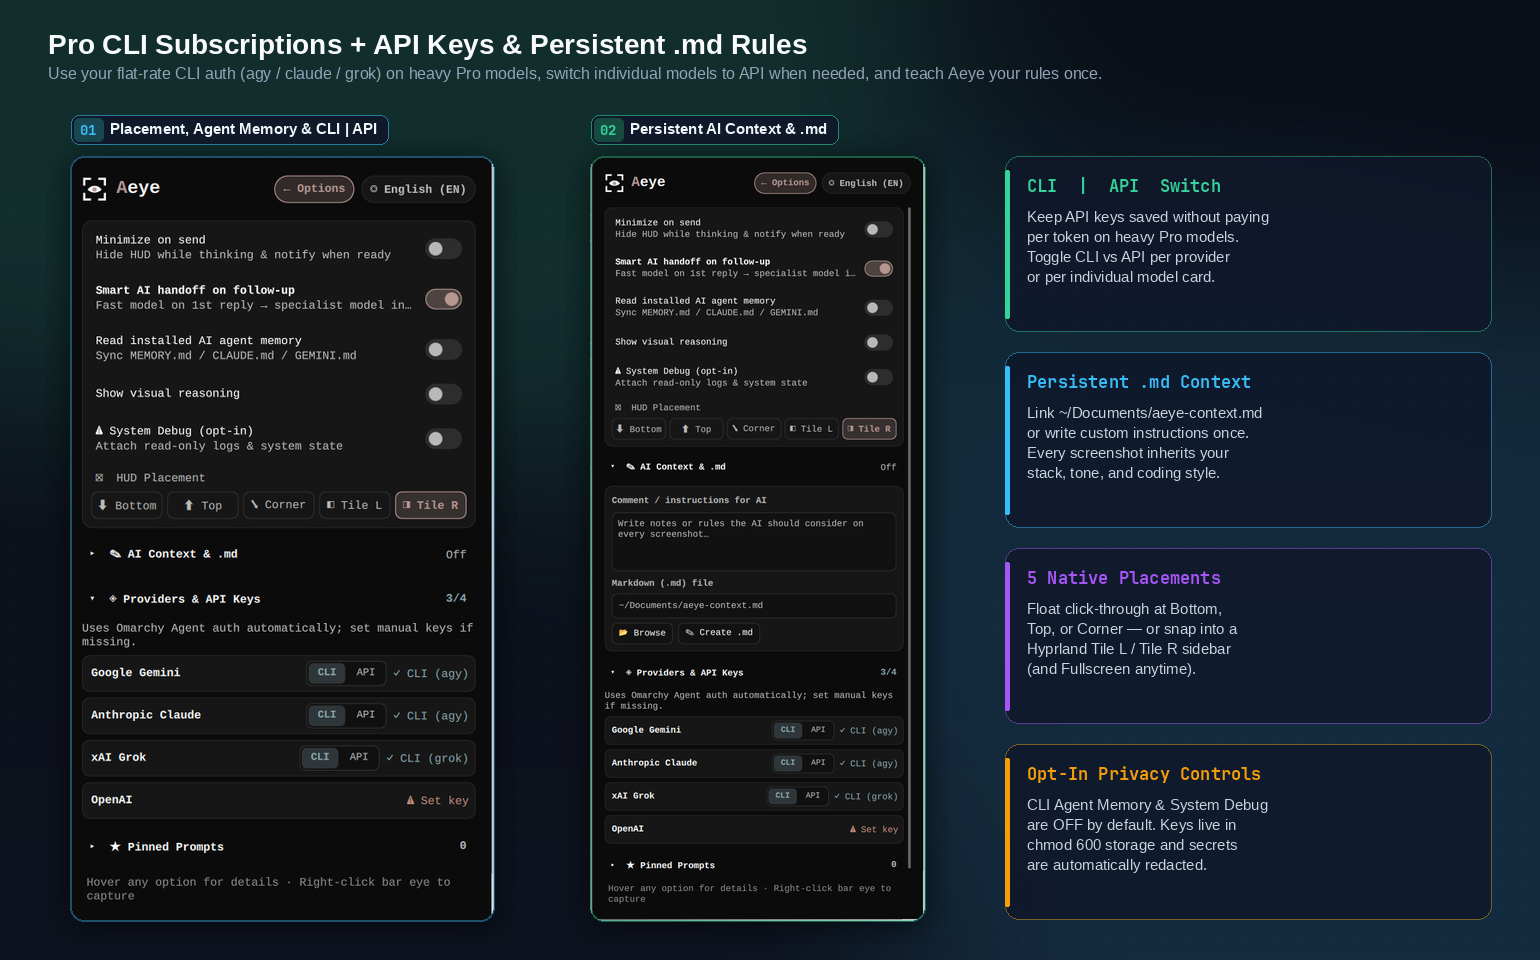 Pro CLI Subscriptions + API Keys & Persistent .md Rules
Use your flat-rate CLI auth (agy / claude / grok) on heavy Pro models, switch individual models to API when needed, and teach Aeye your rules once.
01 Placement, Agent Memory & CLI | API
Aeye
← Options
English (EN)
Minimize on send
Hide HUD while thinking & notify when ready
Smart AI handoff on follow-up
Fast model on 1st reply → specialist model in…
Read installed AI agent memory
Sync MEMORY.md / CLAUDE.md / GEMINI.md
Show visual reasoning
System Debug (opt-in)
Attach read-only logs & system state
HUD Placement
Bottom
Top
Corner
Tile L
Tile R
AI Context & .md Off
Providers & API Keys 3/4
Uses Omarchy Agent auth automatically; set manual keys if
missing.
Google Gemini CLI API ✓ CLI (agy)
Anthropic Claude CLI API ✓ CLI (agy)
xAI Grok CLI API ✓ CLI (grok)
OpenAI Set key
★ Pinned Prompts 0
Hover any option for details · Right-click bar eye to
capture
02 Persistent AI Context & .md
Aeye
← Options
English (EN)
Minimize on send
Hide HUD while thinking & notify when ready
Smart AI handoff on follow-up
Fast model on 1st reply → specialist model i…
Read installed AI agent memory
Sync MEMORY.md / CLAUDE.md / GEMINI.md
Show visual reasoning
System Debug (opt-in)
Attach read-only logs & system state
HUD Placement
Bottom
Top
Corner
Tile L
Tile R
AI Context & .md Off
Comment / instructions for AI
Write notes or rules the AI should consider on
every screenshot…
Markdown (.md) file
~/Documents/aeye-context.md
Browse
Create .md
Providers & API Keys 3/4
Uses Omarchy Agent auth automatically; set manual keys
if missing.
Google Gemini CLI API ✓ CLI (agy)
Anthropic Claude CLI API ✓ CLI (agy)
xAI Grok CLI API ✓ CLI (grok)
OpenAI Set key
★ Pinned Prompts 0
Hover any option for details · Right-click bar eye to
capture
CLI | API Switch
Keep API keys saved without paying
per token on heavy Pro models.
Toggle CLI vs API per provider
or per individual model card.
Persistent .md Context
Link ~/Documents/aeye-context.md
or write custom instructions once.
Every screenshot inherits your
stack, tone, and coding style.
5 Native Placements
Float click-through at Bottom,
Top, or Corner — or snap into a
Hyprland Tile L / Tile R sidebar
(and Fullscreen anytime).
Opt-In Privacy Controls
CLI Agent Memory & System Debug
are OFF by default. Keys live in
chmod 600 storage and secrets
are automatically redacted.